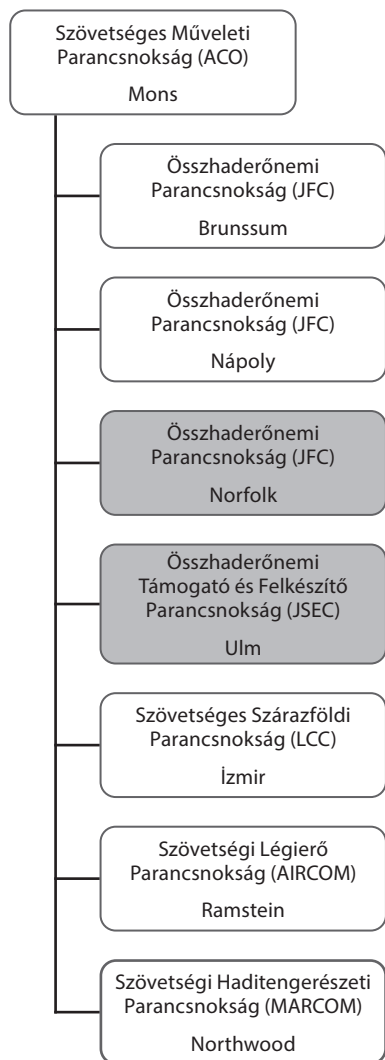 Szövetséges Műveleti
Parancsnokság (ACO)
Mons
Összhaderőnemi
Parancsnokság (JFC)
Brunssum
Összhaderőnemi
Parancsnokság (JFC)
Nápoly
Összhaderőnemi
Parancsnokság (JFC)
Norfolk
Összhaderőnemi
Támogató és Felkészítő
Parancsnokság (JSEC)
Ulm
Szövetséges Szárazföldi
Parancsnokság (LCC)
İzmir
Szövetségi Légierő
Parancsnokság (AIRCOM)
Ramstein
Szövetségi Haditengerészeti
Parancsnokság (MARCOM)
Northwood